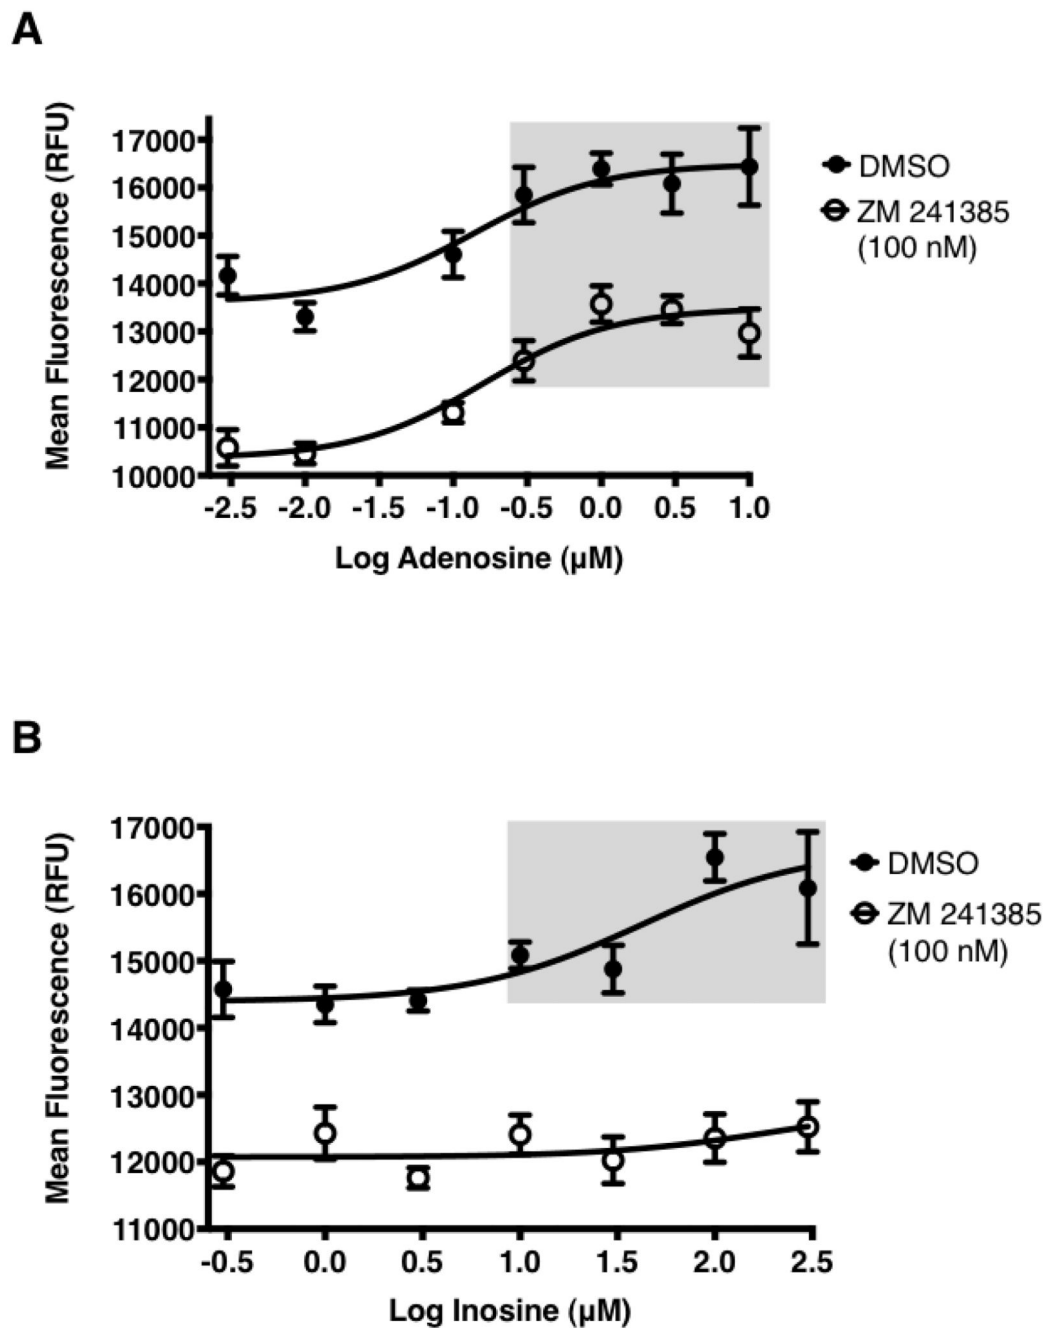 A
Mean Fluorescence (RFU)
17000
16000
15000
14000
13000
12000
11000
10000
-2.5 -2.0 -1.5 -1.0 -0.5 0.0 0.5 1.0
Log Adenosine (µM)
DMSO
ZM 241385
(100 nM)
B
Mean Fluorescence (RFU)
17000
16000
15000
14000
13000
12000
11000
-0.5 0.0 0.5 1.0 1.5 2.0 2.5
Log Inosine (µM)
DMSO
ZM 241385
(100 nM)